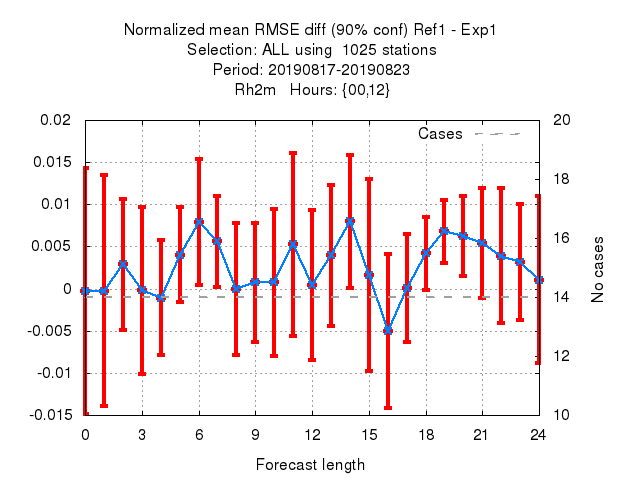 Normalized mean RMSE diff (90% conf) Ref1 - Exp1
Selection: ALL using  1025 stations
Period: 20190817-20190823
Rh2m   Hours: {00,12}
0.02
0.015
0.01
0.005
0
-0.005
-0.01
-0.015
Cases
20
18
16
14
12
10
No cases
0 3 6 9 12 15 18 21 24
Forecast length